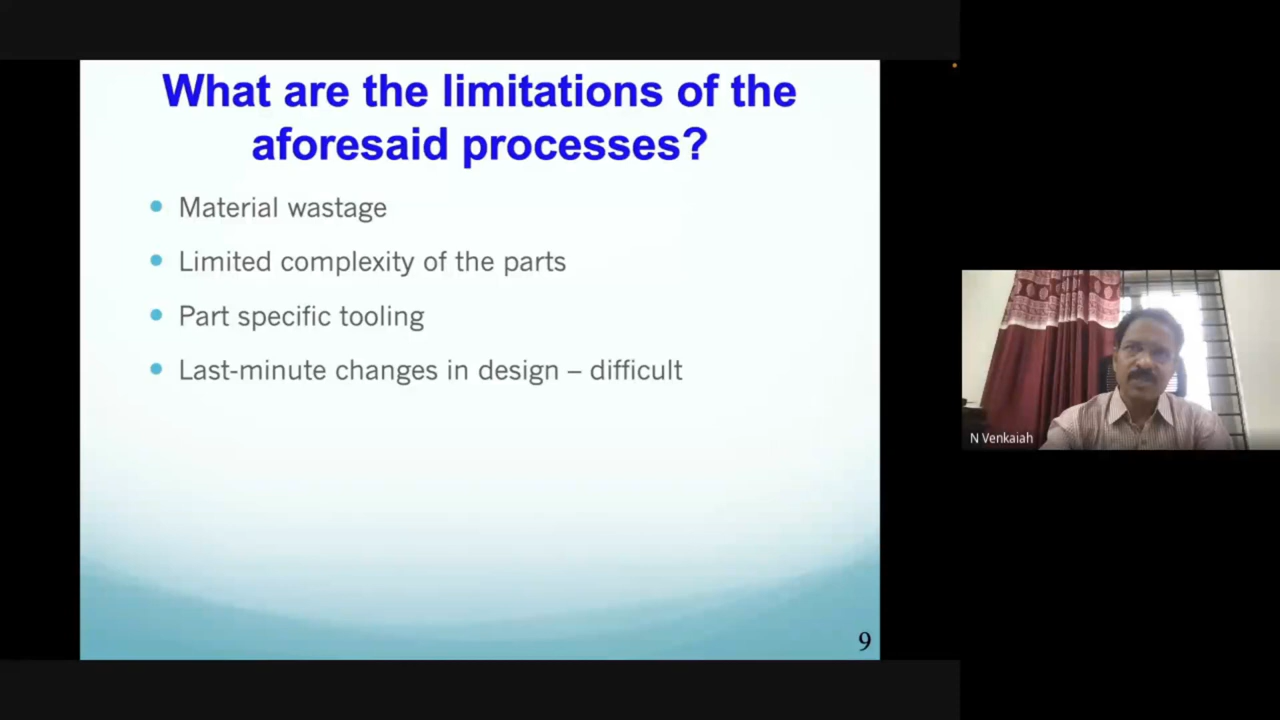 What are the limitations of the
aforesaid processes?
Material wastage
Limited complexity of the parts
Part specific tooling
Last-minute changes in design – difficult
9
N Venkaiah